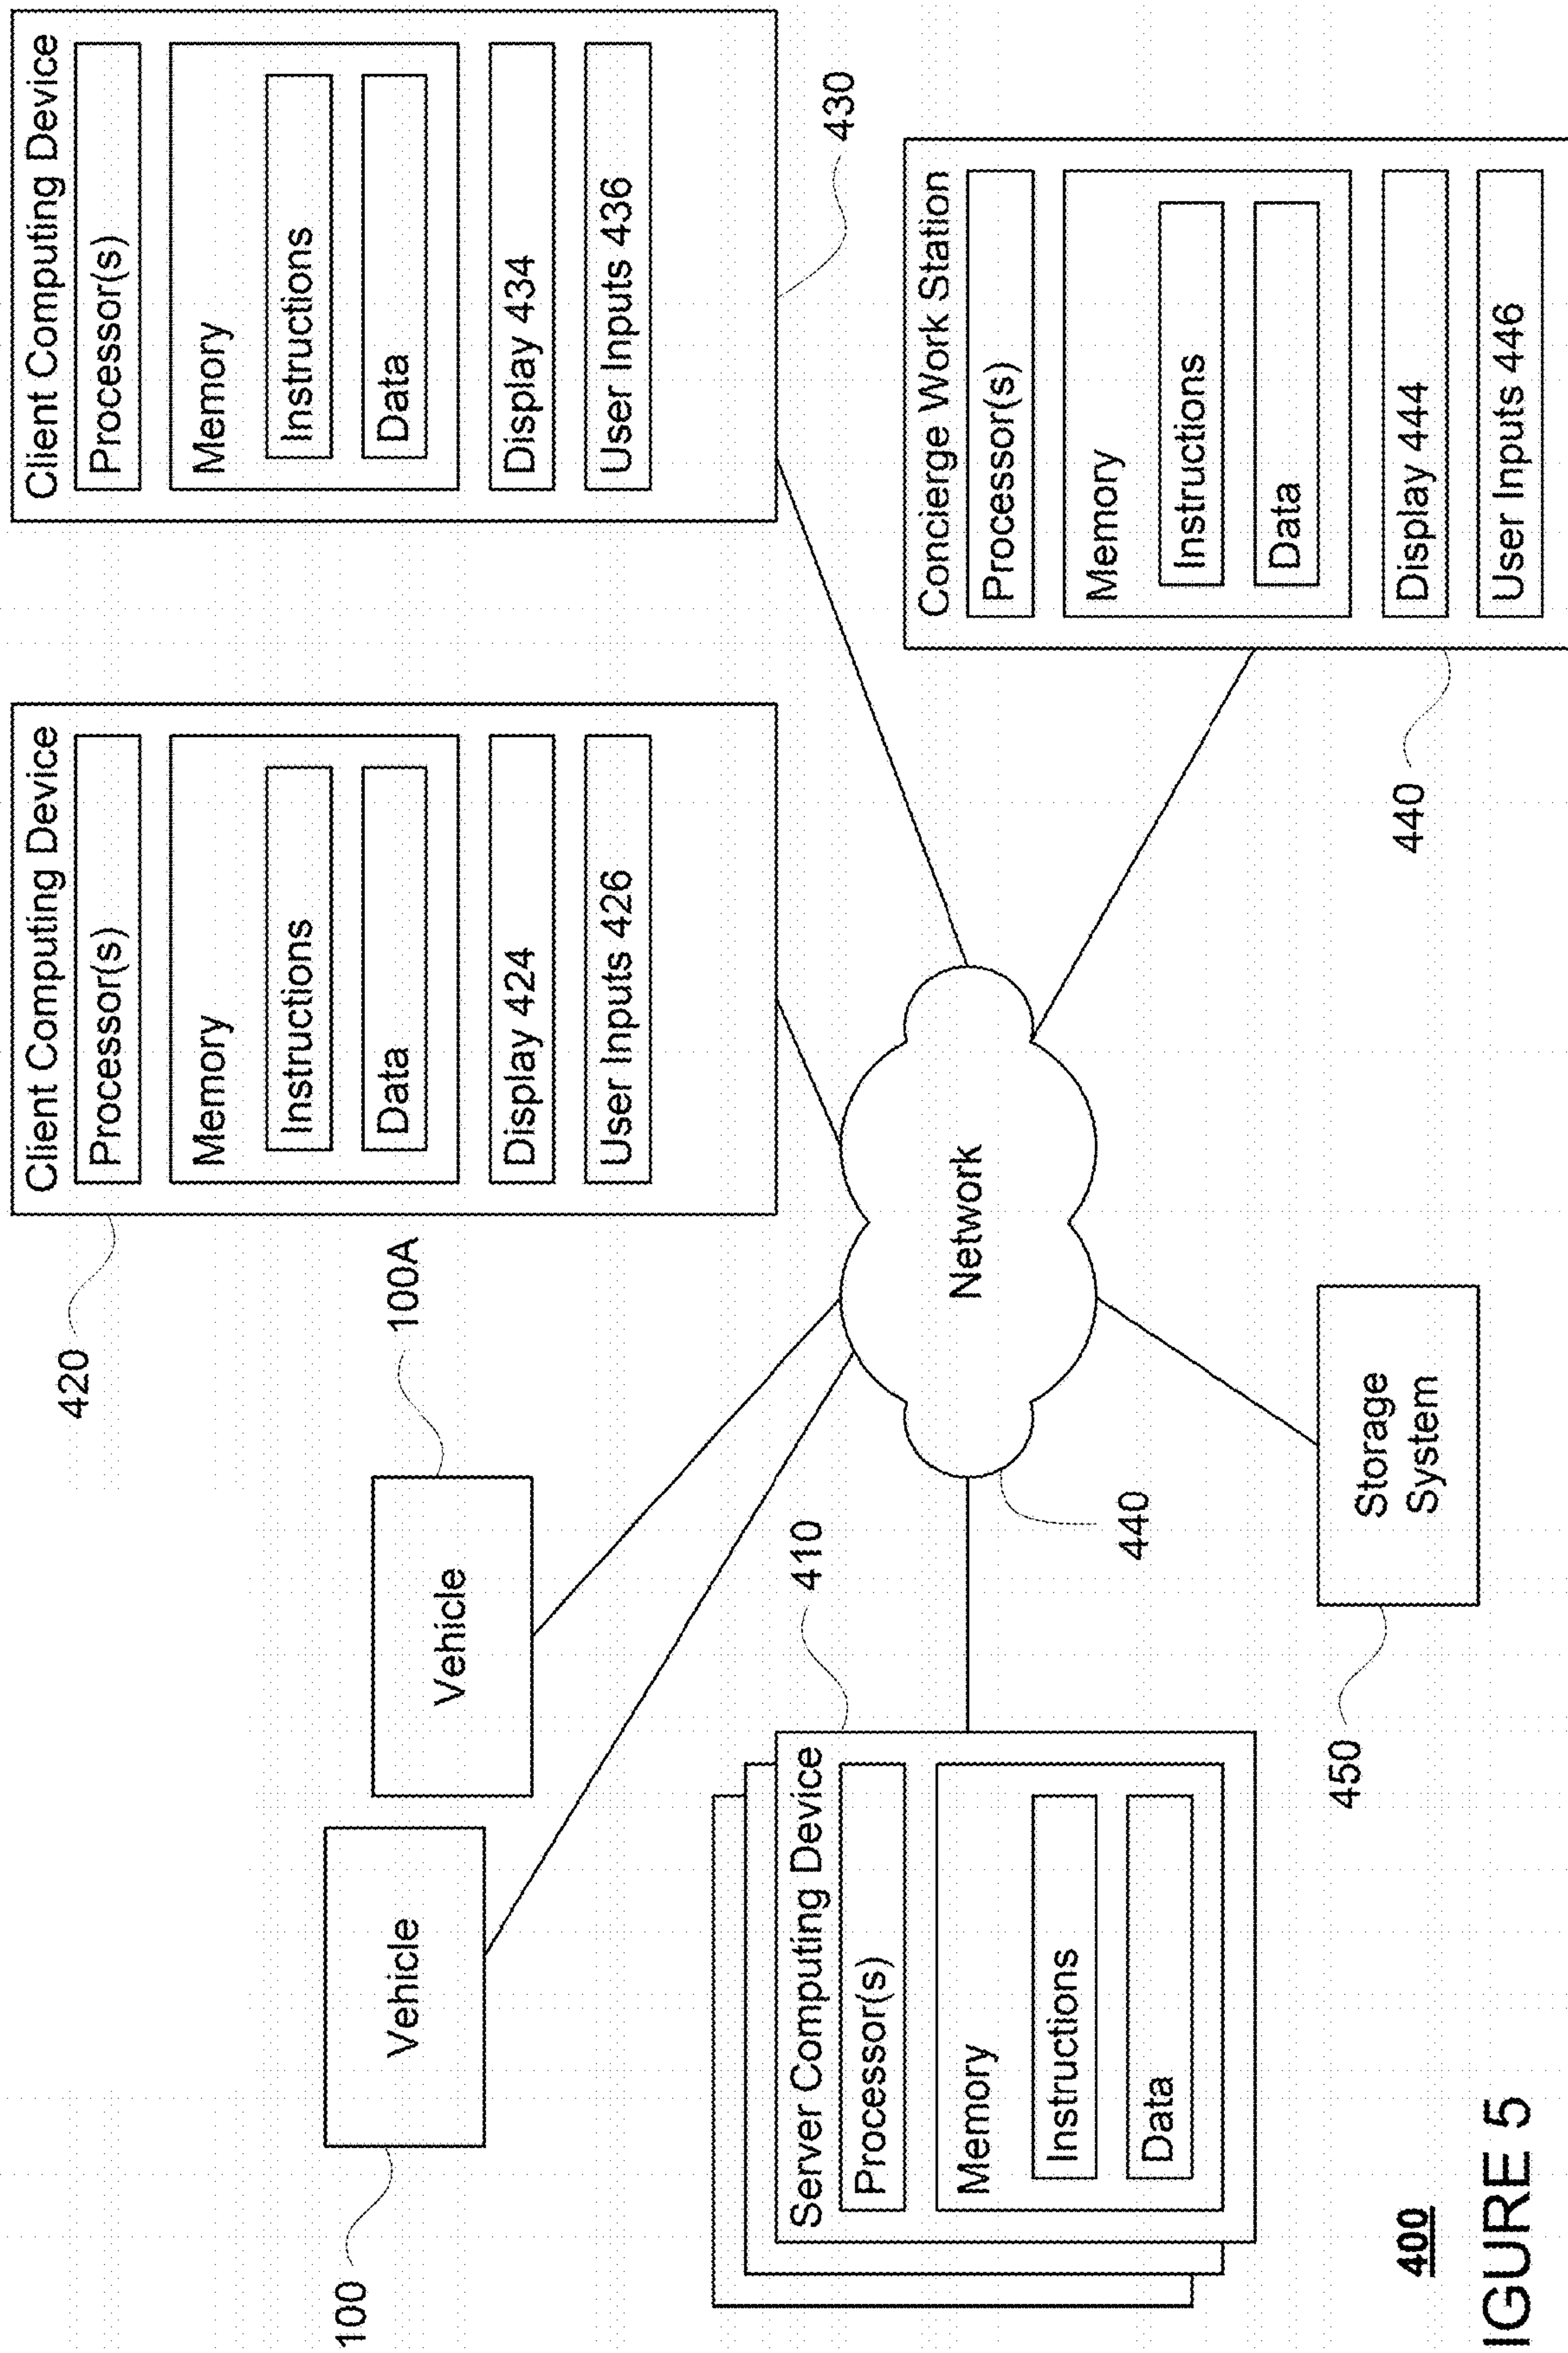 100
Vehicle
Vehicle
100A
420
Client Computing Device
Processor(s)
Memory
Instructions
Data
Display 424
User Inputs 426
Client Computing Device
Processor(s)
Memory
Instructions
Data
Display 434
User Inputs 436
430
Server Computing Device
Processor(s)
Memory
Instructions
Data
410
Network
440
Storage
System
450
Concierge Work Station
Processor(s)
Memory
Instructions
Data
Display 444
User Inputs 446
440
400
IGURE 5